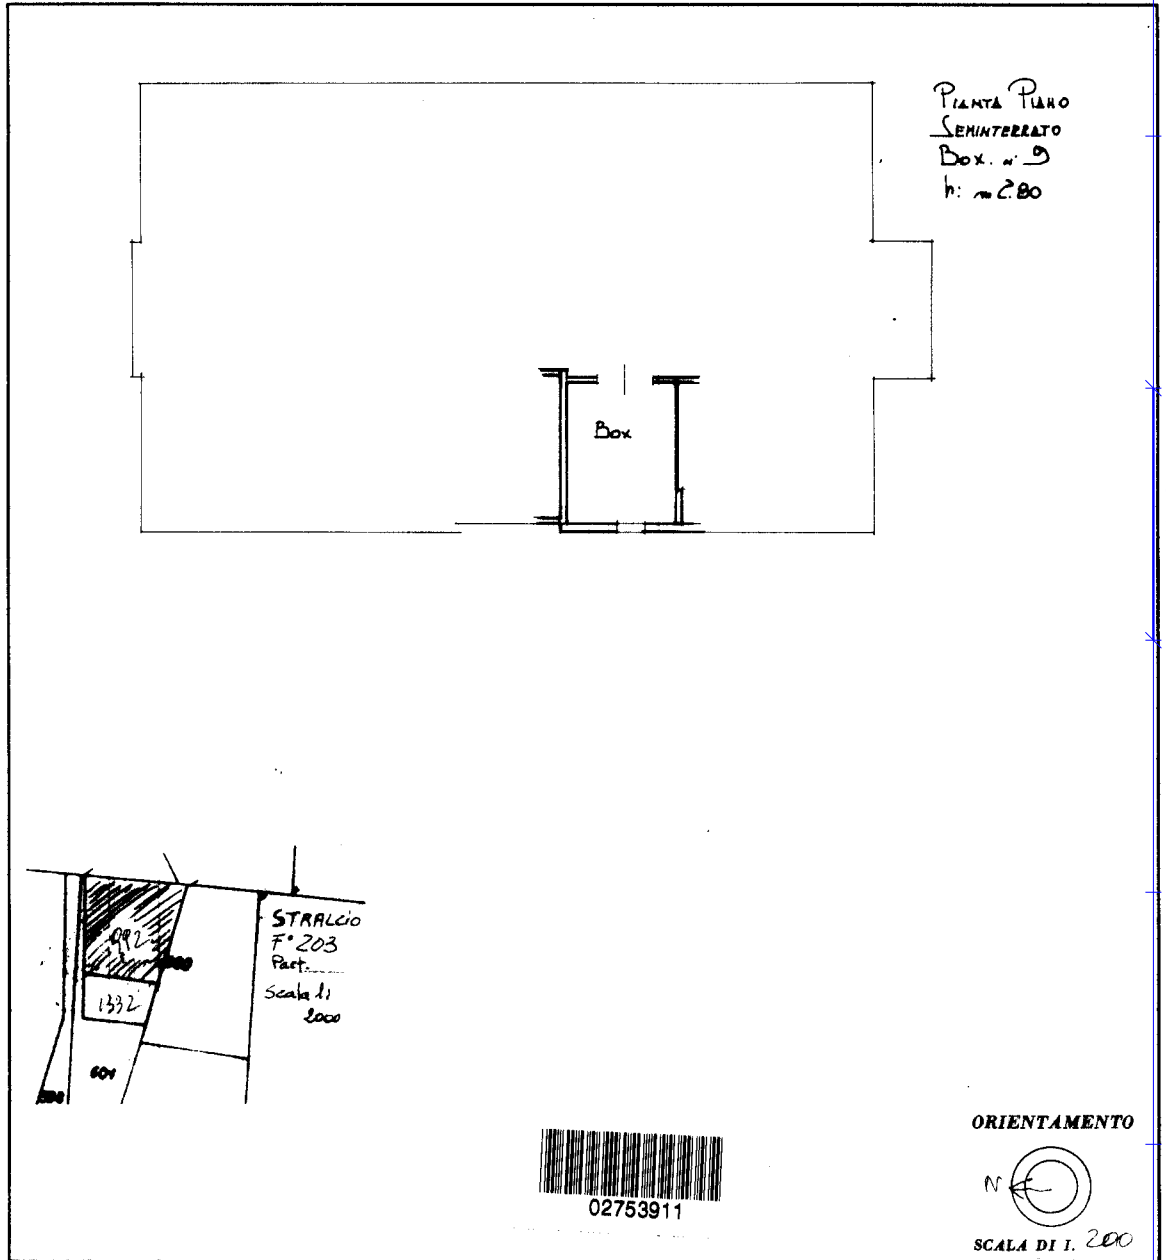 PIANTA PIANO
SEMINTERRATO
BOX. n° 9
h: m 2.80
Box
STRALCIO
F° 203
Part.
Scala 1:
2000
992
1332
601
ORIENTAMENTO
N
SCALA DI 1: 200
02753911